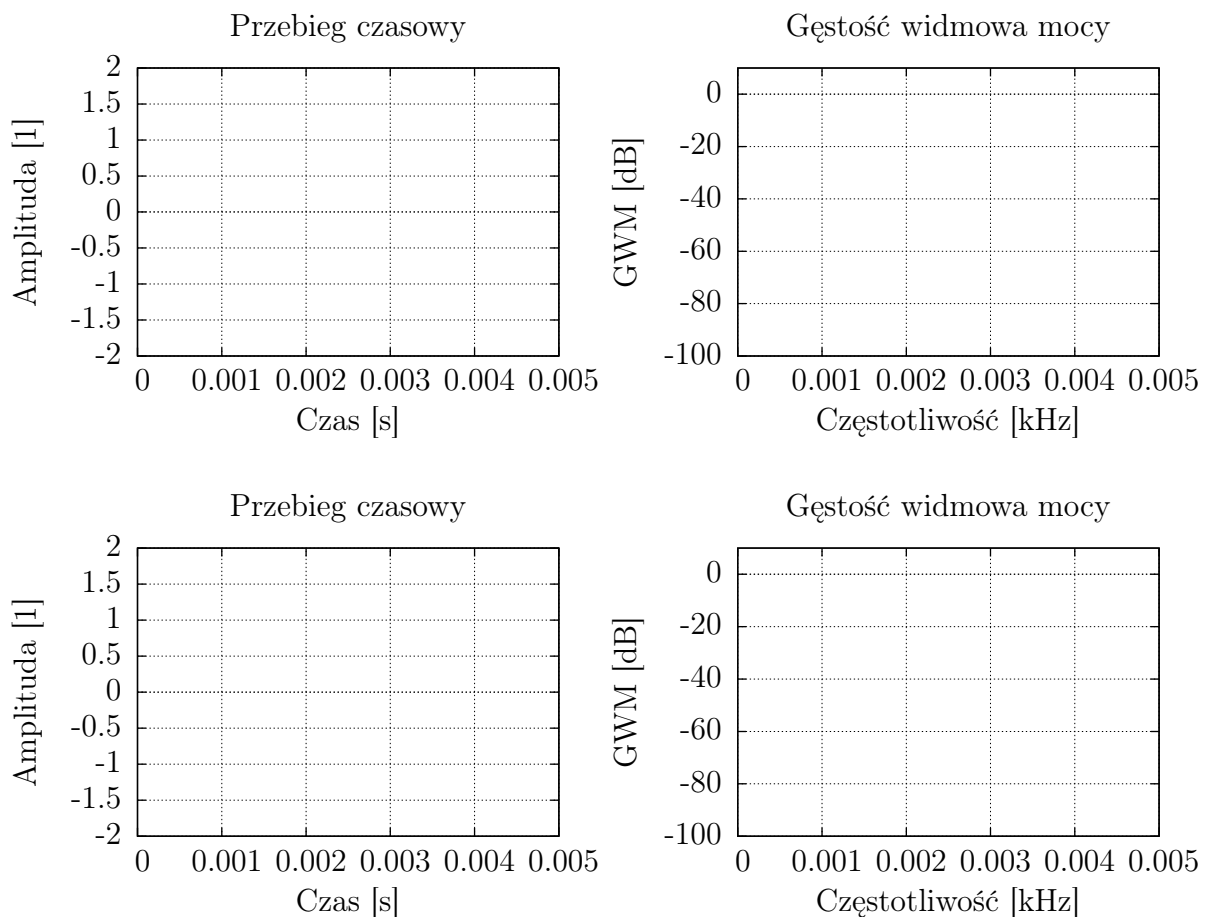 Przebieg czasowy
Amplituda [1]
2
1.5
1
0.5
0
-0.5
-1
-1.5
-2
0 0.001 0.002 0.003 0.004 0.005
Czas [s]
Gęstość widmowa mocy
GWM [dB]
0
-20
-40
-60
-80
-100
0 0.001 0.002 0.003 0.004 0.005
Częstotliwość [kHz]
Przebieg czasowy
Amplituda [1]
2
1.5
1
0.5
0
-0.5
-1
-1.5
-2
0 0.001 0.002 0.003 0.004 0.005
Czas [s]
Gęstość widmowa mocy
GWM [dB]
0
-20
-40
-60
-80
-100
0 0.001 0.002 0.003 0.004 0.005
Częstotliwość [kHz]